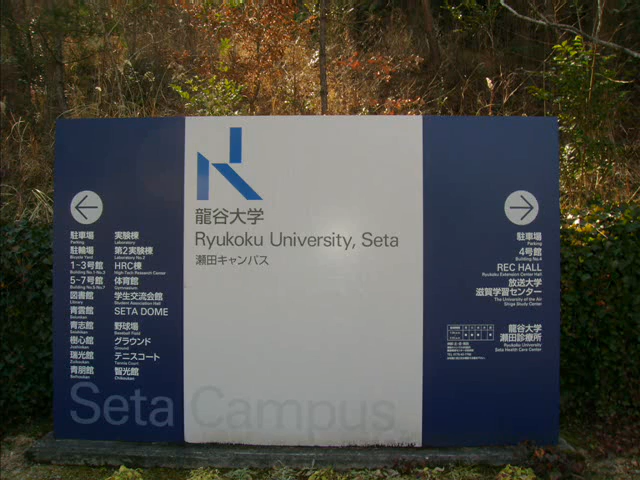 龍谷大学
Ryukoku University, Seta
瀬田キャンパス
駐車場
Parking
駐輪場
Bicycle Yard
1~3号館
Building No.1~No.3
5~7号館
Building No.5~No.7
図書館
Library
青雲館
Seiunkan
青志館
Seishikan
樹心館
Jushinkan
瑞光館
Zuikoukan
青朋館
Seihoukan
実験棟
Laboratory
第2実験棟
Laboratory No.2
HRC棟
High-Tech Research Center
体育館
Gymnasium
学生交流会館
Student Association Hall
SETA DOME
野球場
Baseball Field
グラウンド
Ground
テニスコート
Tennis Court
智光館
Chikoukan
駐車場
Parking
4号館
Building No.4
REC HALL
Ryukoku Extension Center Hall
放送大学
滋賀学習センター
The University of the Air
Shiga Study Center
龍谷大学
瀬田診療所
Ryukoku University
Seta Health Care Center
Seta Campus